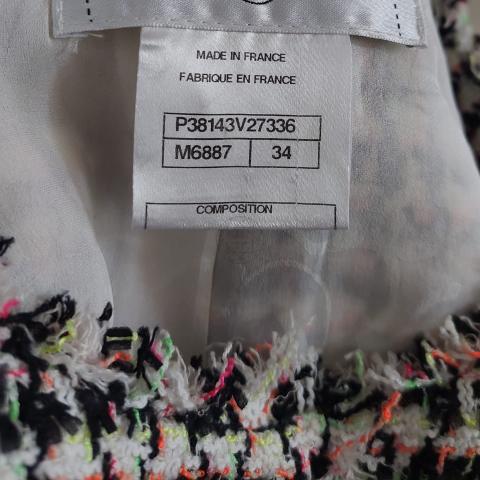 MADE IN FRANCE
FABRIQUE EN FRANCE
P38143V27336
M6887 34
COMPOSITION